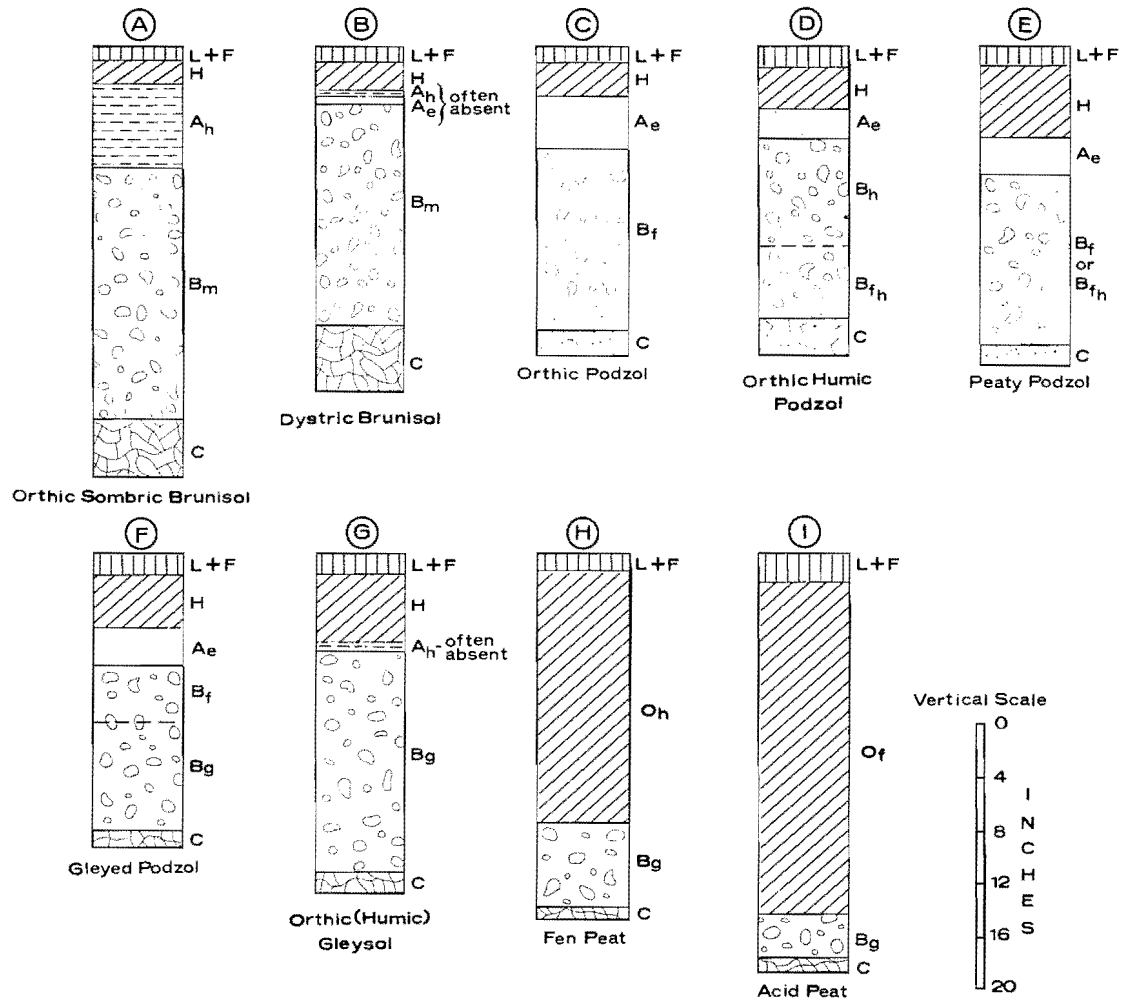 A
L+F
H
Ah
Bm
C
Orthic Sombric Brunisol
B
L+F
H
Ah
Ae
often
absent
Bm
C
Dystric Brunisol
C
L+F
H
Ae
Bf
C
Orthic Podzol
D
L+F
H
Ae
Bh
Bfh
C
Orthic Humic
Podzol
E
L+F
H
Ae
Bf
or
Bfh
C
Peaty Podzol
F
L+F
H
Ae
Bf
Bg
C
Gleyed Podzol
G
L+F
H
Ah-often
absent
Bg
C
Orthic (Humic)
Gleysol
H
L+F
Oh
Bg
C
Fen Peat
I
L+F
Of
Bg
C
Acid Peat
Vertical Scale
0
4
8
12
16
20
INCHES